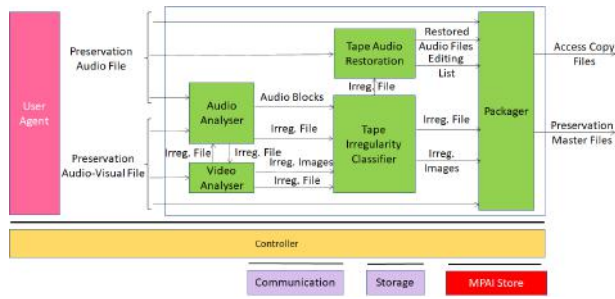 Preservation
Audio File
Tape Audio
Restoration
Restored
Audio Files
Editing
List
Access Copy
Files
Irreg. File
User
Agent
Audio
Analyser
Audio Blocks
Irreg. File
Tape
Irregularity
Classifier
Irreg. File
Packager
Preservation
Master Files
Preservation
Audio-Visual File
Irreg. File
Irreg. File
Irreg. Images
Irreg.
Images
Video
Analyser
Irreg. File
Controller
Communication
Storage
MPAI Store